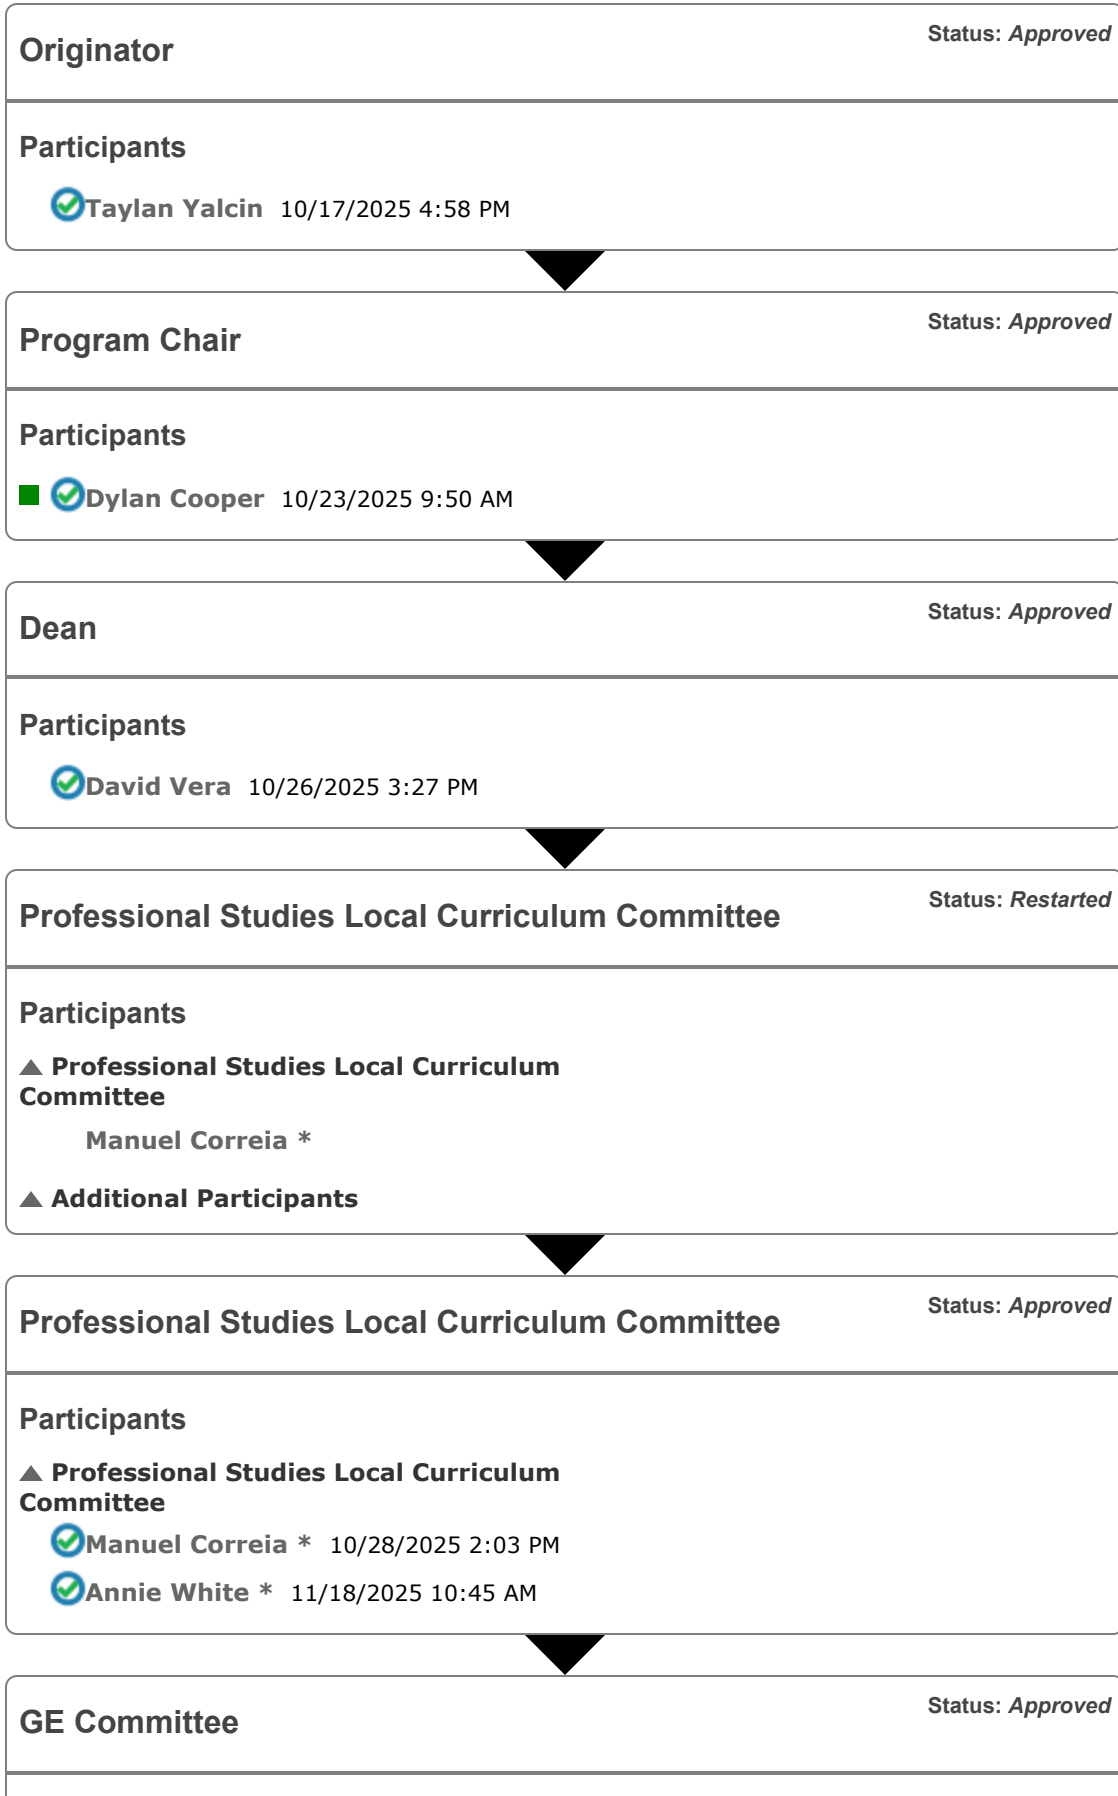 Originator
Status: Approved
Participants
Taylan Yalcin 10/17/2025 4:58 PM
Program Chair
Status: Approved
Participants
Dylan Cooper 10/23/2025 9:50 AM
Dean
Status: Approved
Participants
David Vera 10/26/2025 3:27 PM
Professional Studies Local Curriculum Committee
Status: Restarted
Participants
Professional Studies Local Curriculum
Committee
Manuel Correia *
Additional Participants
Professional Studies Local Curriculum Committee
Status: Approved
Participants
Professional Studies Local Curriculum
Committee
Manuel Correia * 10/28/2025 2:03 PM
Annie White * 11/18/2025 10:45 AM
GE Committee
Status: Approved